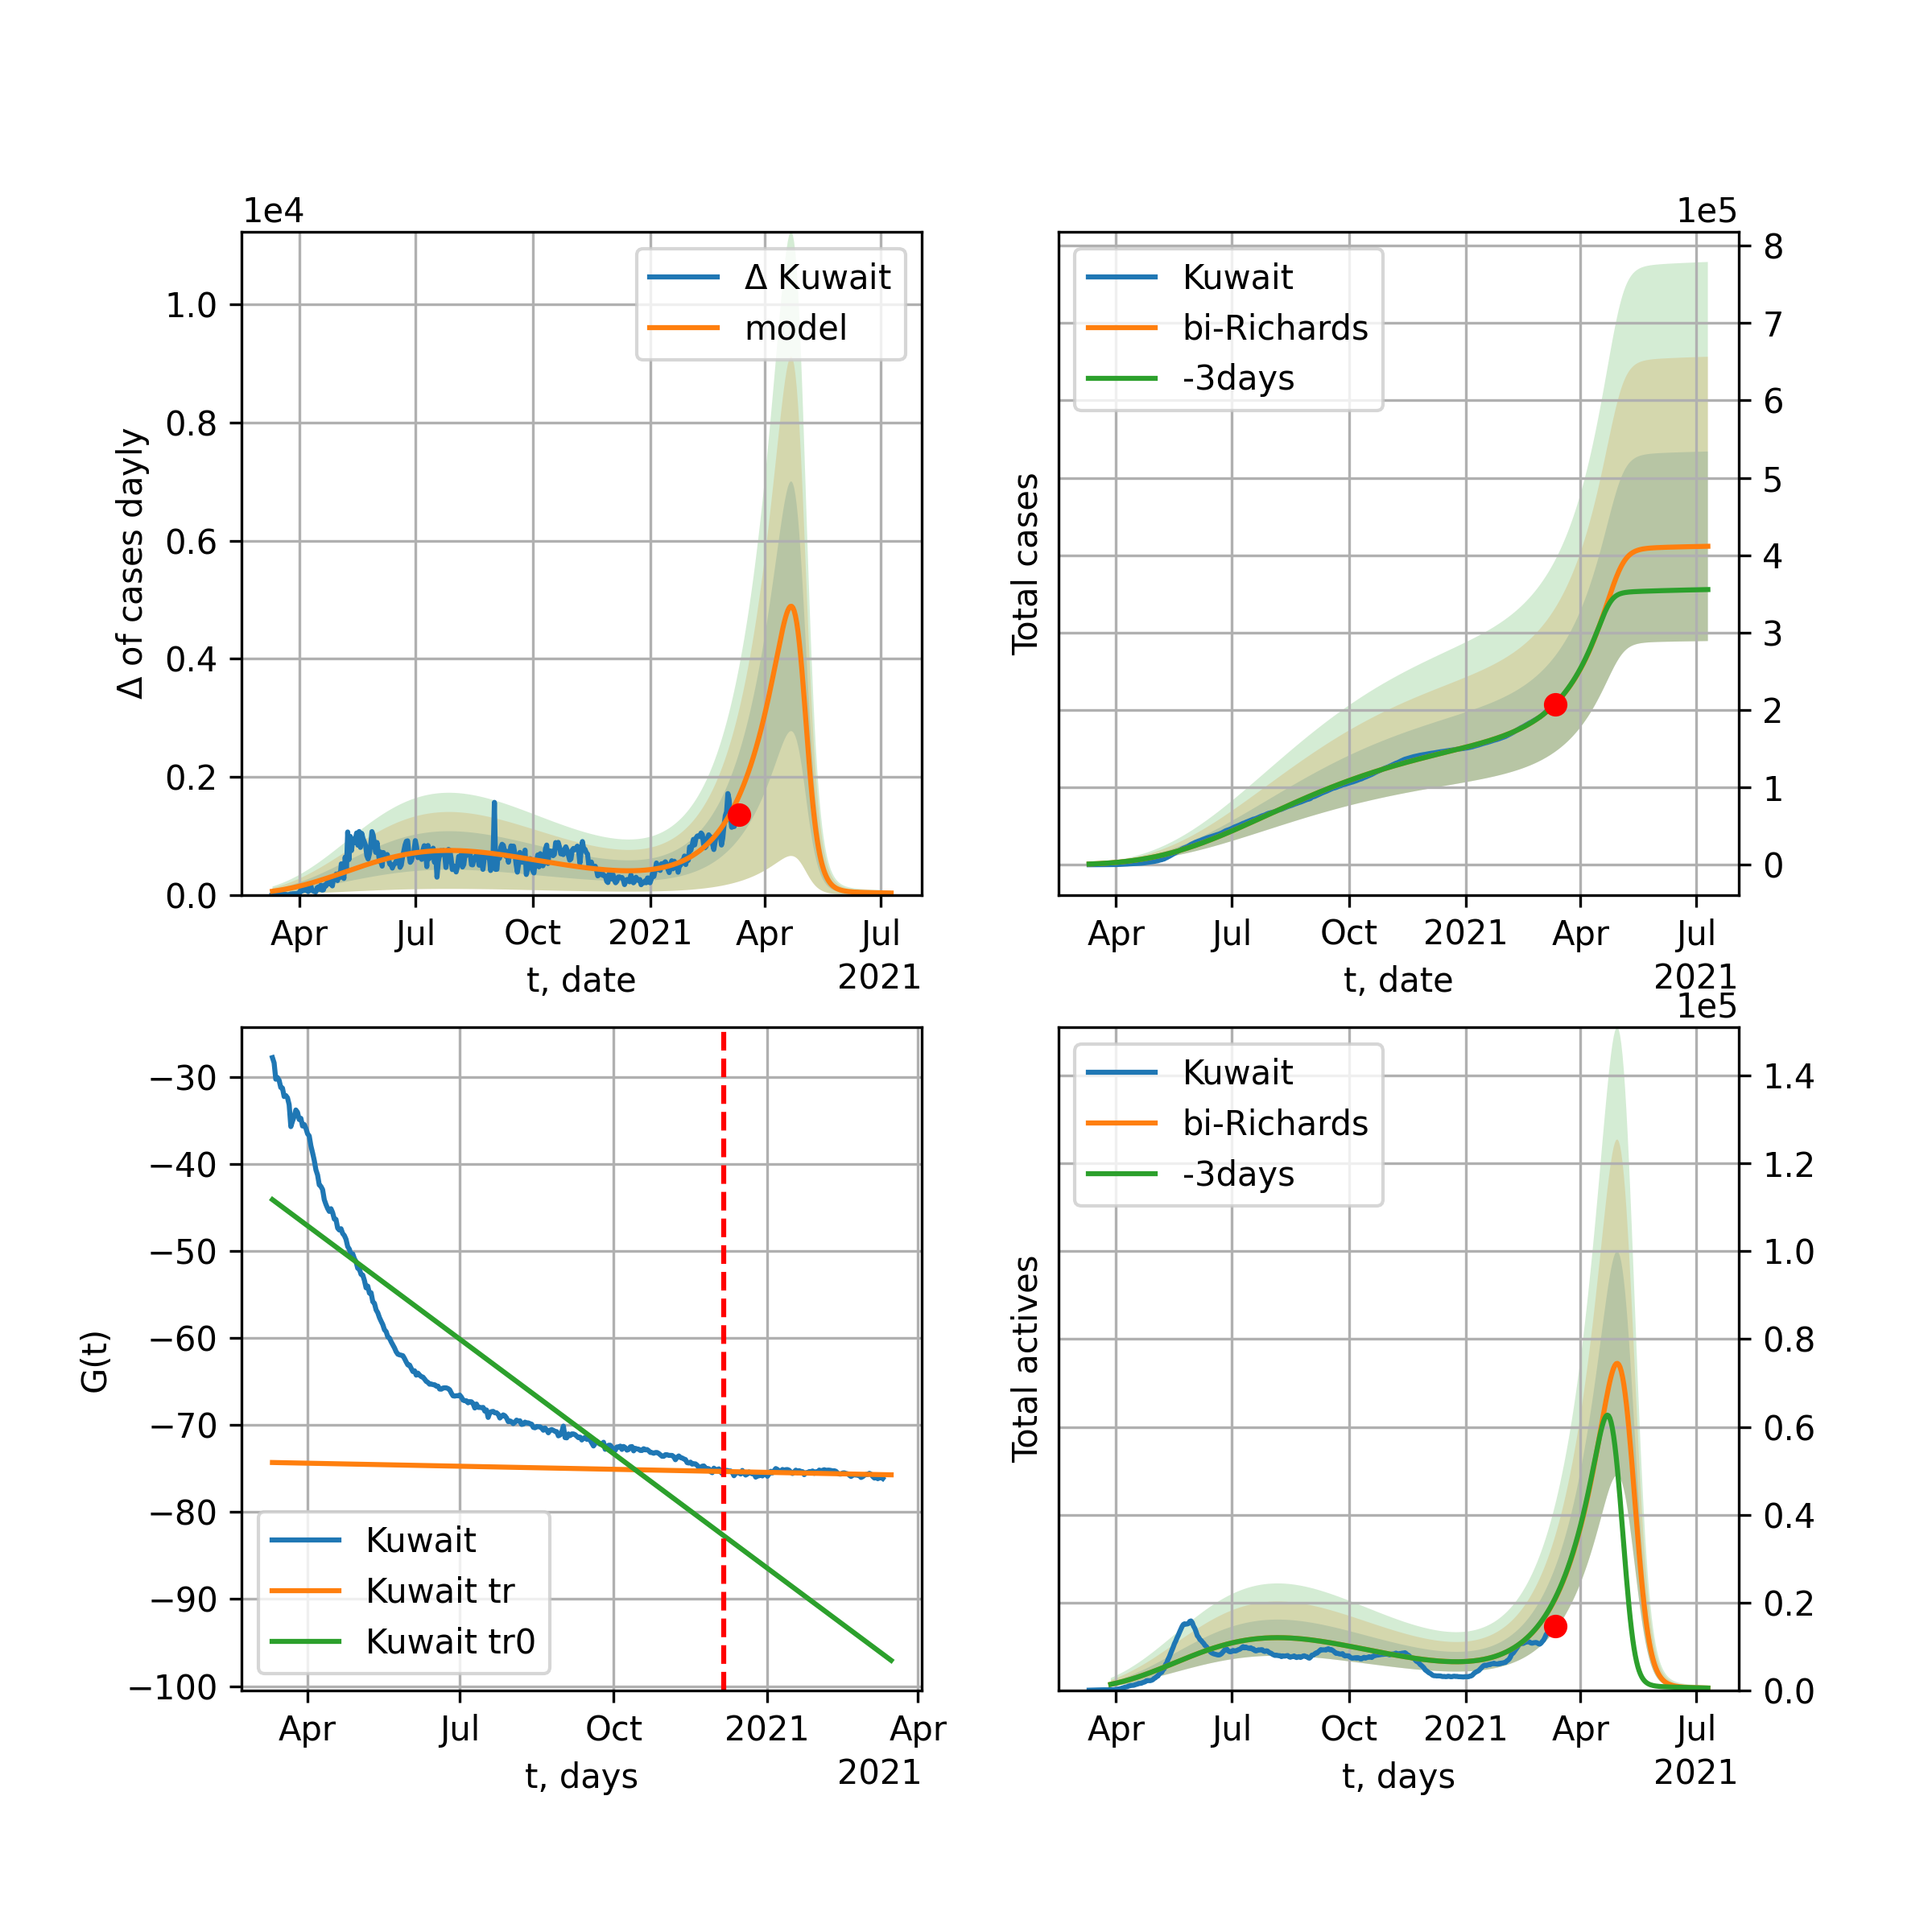 1e4
Δ of cases dayly
1.0
0.8
0.6
0.4
0.2
0.0
Δ Kuwait
model
Apr Jul Oct 2021 Apr Jul
2021
t, date
1e5
Total cases
Kuwait
bi-Richards
-3days
8
7
6
5
4
3
2
1
0
Apr Jul Oct 2021 Apr Jul
2021
t, date
G(t)
−30
−40
−50
−60
−70
−80
−90
−100
Kuwait
Kuwait tr
Kuwait tr0
Apr Jul Oct 2021 Apr
2021
t, days
1e5
Total actives
Kuwait
bi-Richards
-3days
1.4
1.2
1.0
0.8
0.6
0.4
0.2
0.0
Apr Jul Oct 2021 Apr Jul
2021
t, days